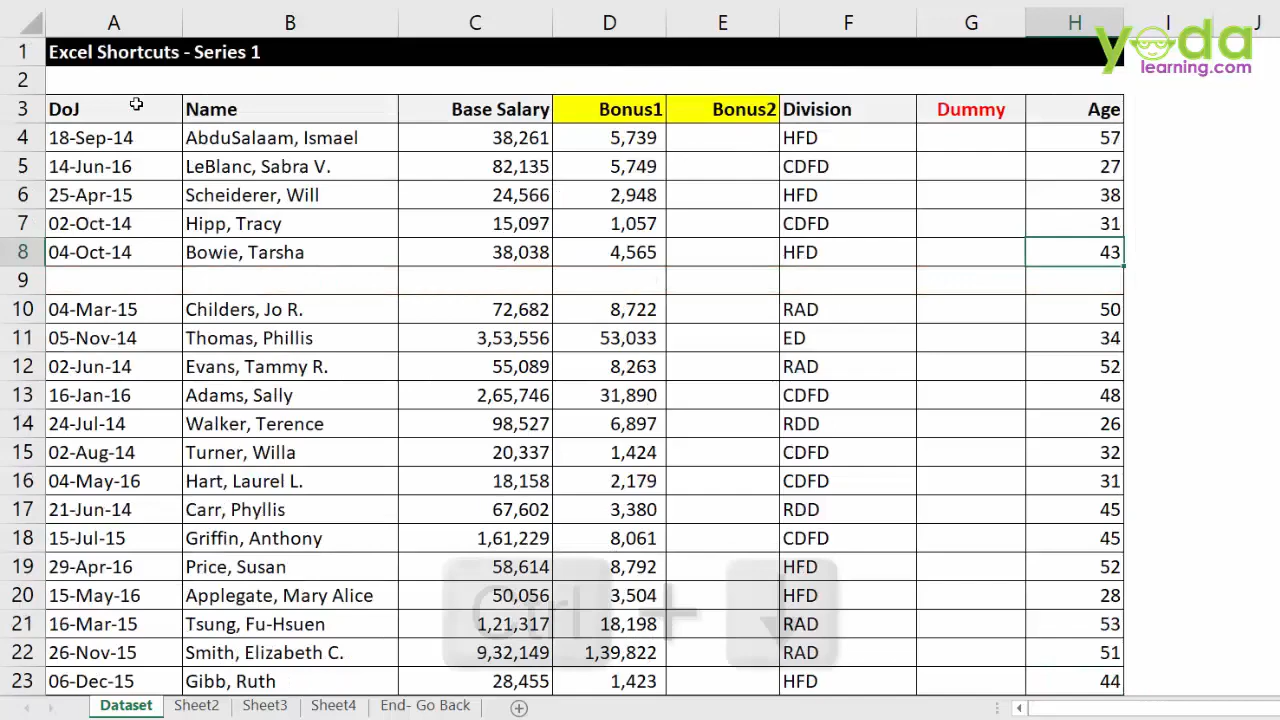 A B C D E F G H I J
1 Excel Shortcuts - Series 1
yoda
learning.com
2
3 DoJ Name Base Salary Bonus1 Bonus2 Division Dummy Age
4 18-Sep-14 AbduSalaam, Ismael 38,261 5,739 HFD 57
5 14-Jun-16 LeBlanc, Sabra V. 82,135 5,749 CDFD 27
6 25-Apr-15 Scheiderer, Will 24,566 2,948 HFD 38
7 02-Oct-14 Hipp, Tracy 15,097 1,057 CDFD 31
8 04-Oct-14 Bowie, Tarsha 38,038 4,565 HFD 43
9
10 04-Mar-15 Childers, Jo R. 72,682 8,722 RAD 50
11 05-Nov-14 Thomas, Phillis 3,53,556 53,033 ED 34
12 02-Jun-14 Evans, Tammy R. 55,089 8,263 RAD 52
13 16-Jan-16 Adams, Sally 2,65,746 31,890 CDFD 48
14 24-Jul-14 Walker, Terence 98,527 6,897 RDD 26
15 02-Aug-14 Turner, Willa 20,337 1,424 CDFD 32
16 04-May-16 Hart, Laurel L. 18,158 2,179 CDFD 31
17 21-Jun-14 Carr, Phyllis 67,602 3,380 RDD 45
18 15-Jul-15 Griffin, Anthony 1,61,229 8,061 CDFD 45
19 29-Apr-16 Price, Susan 58,614 8,792 HFD 52
20 15-May-16 Applegate, Mary Alice 50,056 3,504 HFD 28
21 16-Mar-15 Tsung, Fu-Hsuen 1,21,317 18,198 RAD 53
Ctrl + ↓
22 26-Nov-15 Smith, Elizabeth C. 9,32,149 1,39,822 RAD 51
23 06-Dec-15 Gibb, Ruth 28,455 1,423 HFD 44
Dataset Sheet2 Sheet3 Sheet4 End- Go Back